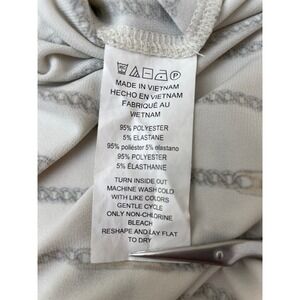 MADE IN VIETNAM
HECHO EN VIETNAM
FABRIQUÉ AU
VIETNAM
95% POLYESTER
5% ELASTANE
95% poliéster 5% elastano
95% POLYESTER
5% ÉLASTHANNE
TURN INSIDE OUT
MACHINE WASH COLD
WITH LIKE COLORS
GENTLE CYCLE
ONLY NON-CHLORINE
BLEACH
RESHAPE AND LAY FLAT
TO DRY